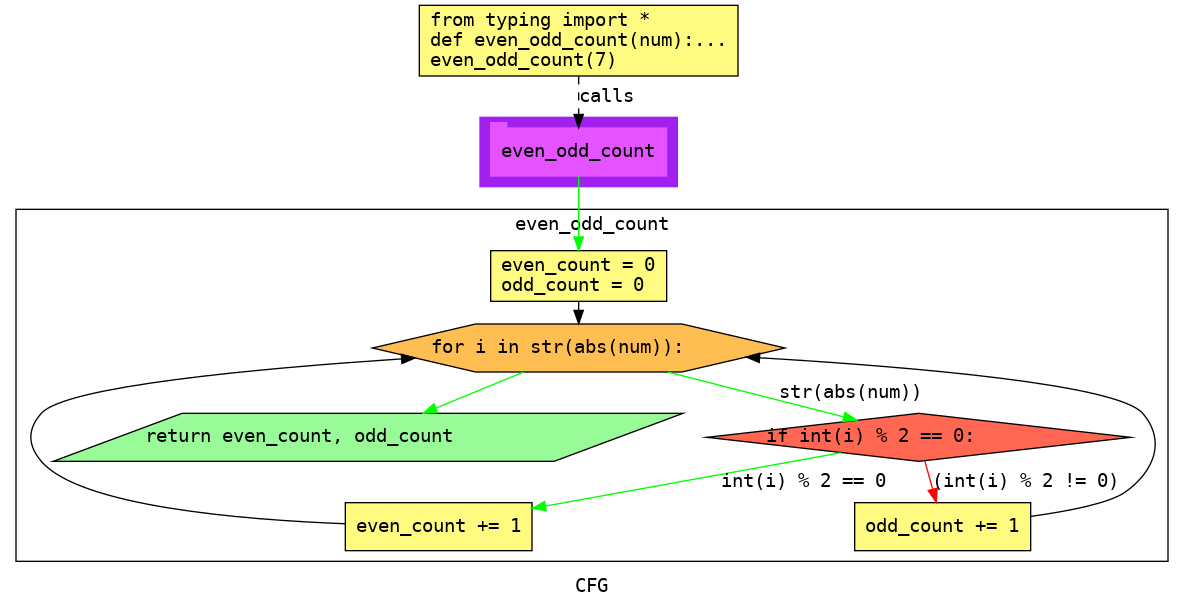 from typing import *
def even_odd_count(num):...
even_odd_count(7)
calls
even_odd_count
even_odd_count
even_count = 0
odd_count = 0
for i in str(abs(num)):
str(abs(num))
return even_count, odd_count
if int(i) % 2 == 0:
int(i) % 2 == 0
(int(i) % 2 != 0)
even_count += 1
odd_count += 1
CFG